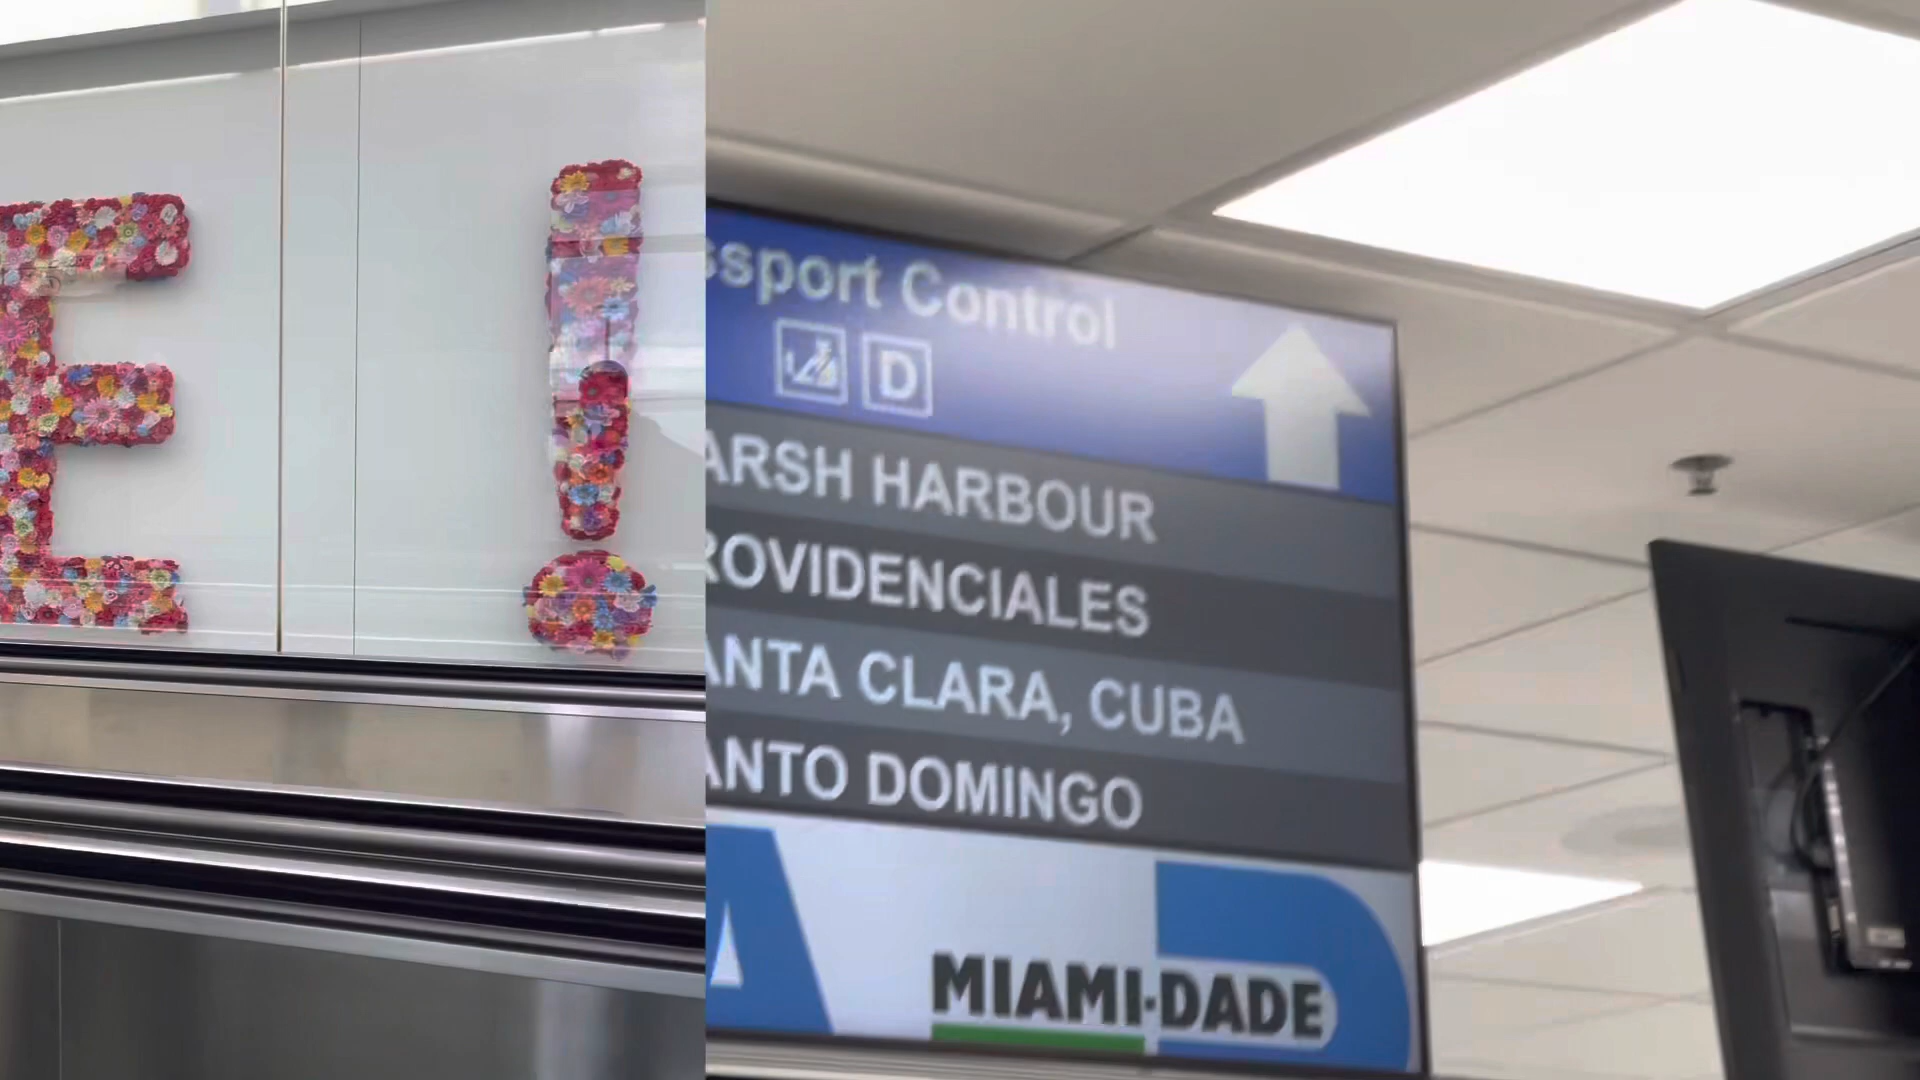 E!
ssport Control
D
ARSH HARBOUR
ROVIDENCIALES
ANTA CLARA, CUBA
ANTO DOMINGO
A D
MIAMI-DADE